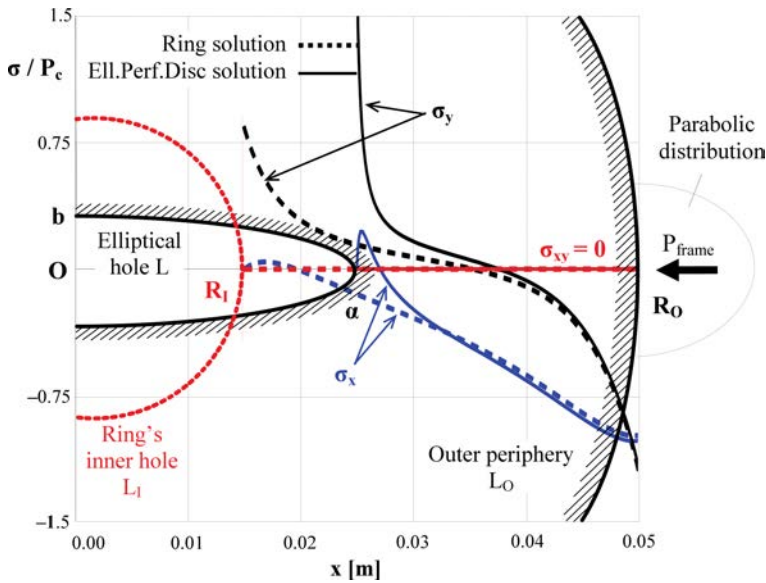 1.5
Ring solution
σ / Pc
Ell.Perf.Disc solution
σy
Parabolic
distribution
0.75
b
Elliptical
hole L
σxy = 0
Pframe
O
RI
RO
α
σx
–0.75
Ring's
inner hole
LI
Outer periphery
LO
-1.5
0.00
0.01
0.02
0.03
0.04
0.05
x [m]